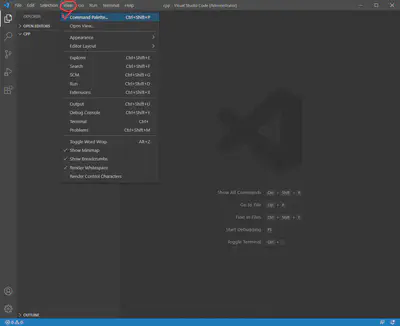 File Edit Selection View Run Terminal Help cpp - Visual Studio Code [Administrator]
EXPLORER
OPEN EDITORS
CPP
Command Palette... Ctrl+Shift+P
Open View...
Appearance
Editor Layout
Explorer Ctrl+Shift+E
Search Ctrl+Shift+F
SCM Ctrl+Shift+G
Run Ctrl+Shift+D
Extensions Ctrl+Shift+X
Output Ctrl+Shift+U
Debug Console Ctrl+Shift+Y
Terminal Ctrl+`
Problems Ctrl+Shift+M
Toggle Word Wrap Alt+Z
Show Minimap
Show Breadcrumbs
Render Whitespace
Render Control Characters
Show All Commands Ctrl + Shift + P
Go to File Ctrl + P
Find in Files Ctrl + Shift + F
Start Debugging F5
Toggle Terminal Ctrl + `
OUTLINE